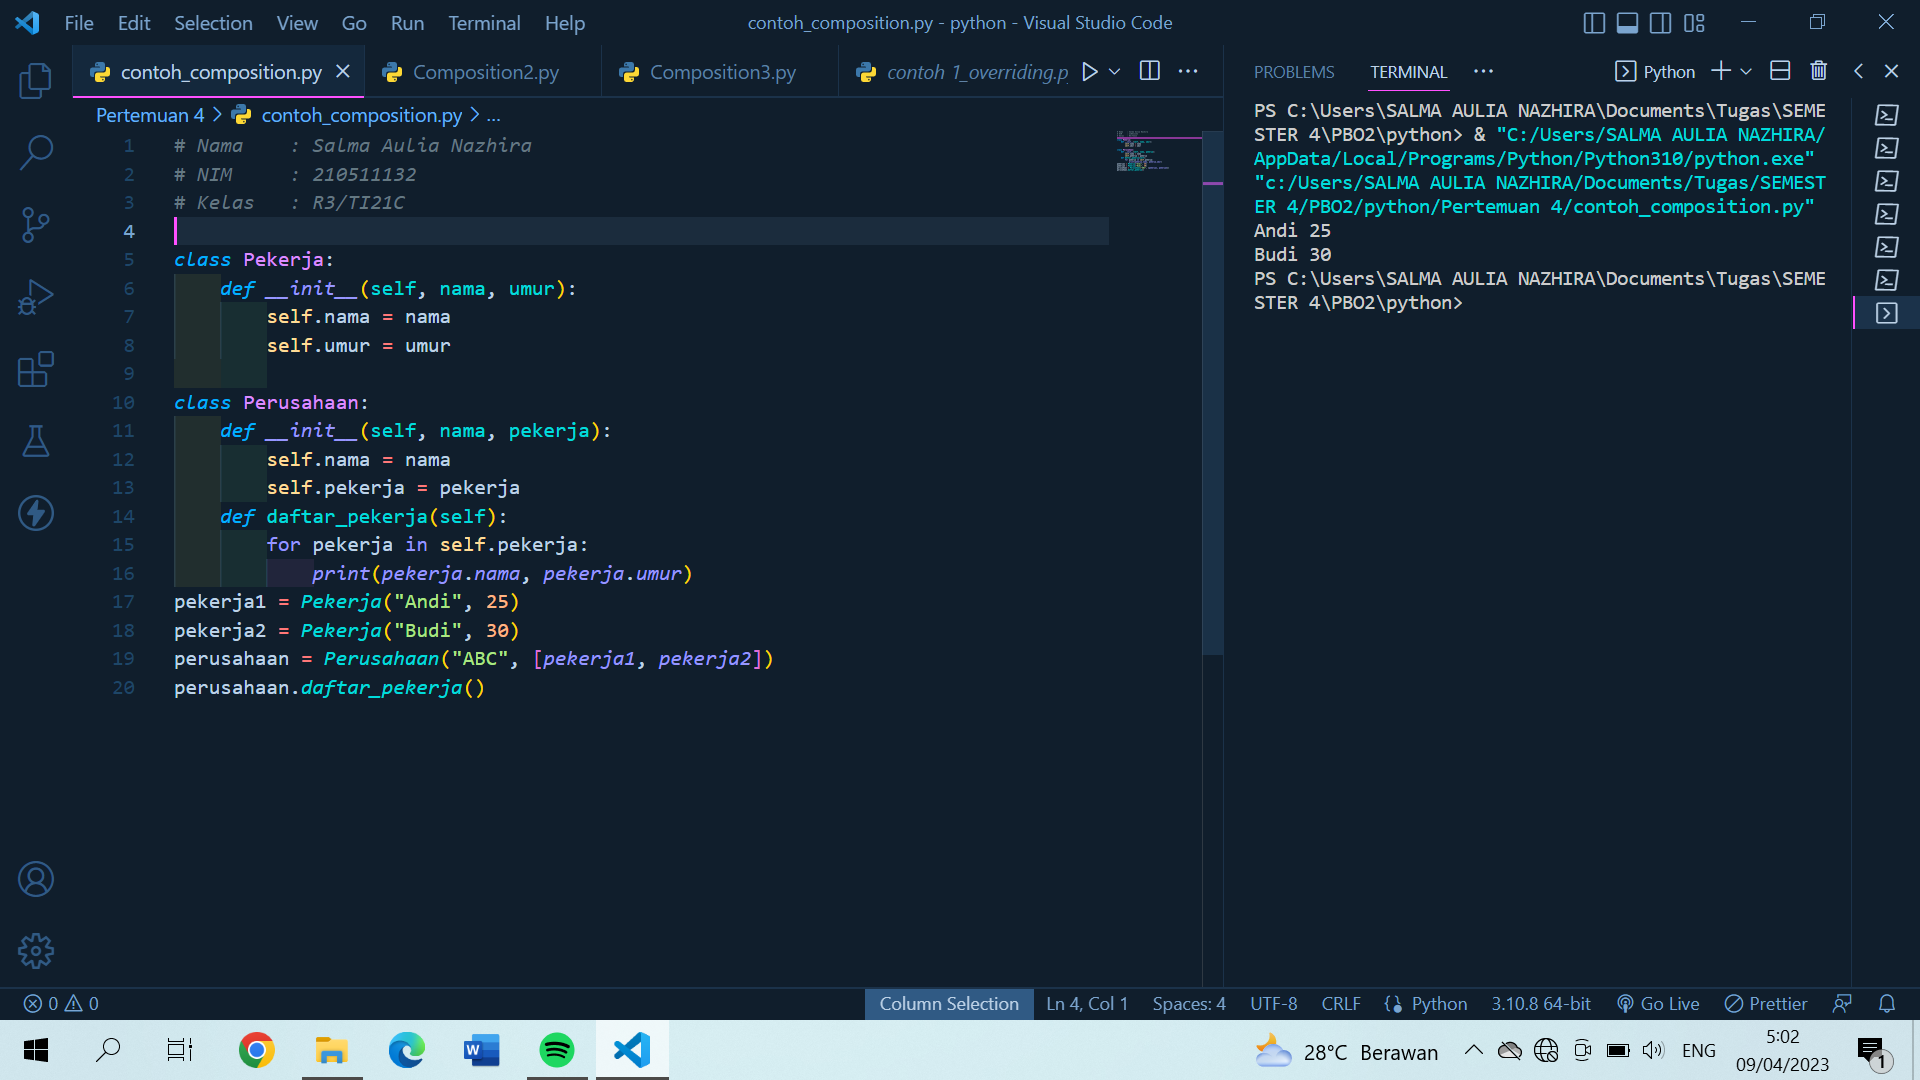 File Edit Selection View Go Run Terminal Help
contoh_composition.py - python - Visual Studio Code
contoh_composition.py
Composition2.py
Composition3.py
contoh 1_overriding.p
Pertemuan 4 > contoh_composition.py > ...
1 # Nama    : Salma Aulia Nazhira
2 # NIM     : 210511132
3 # Kelas   : R3/TI21C
4
5 class Pekerja:
6     def __init__(self, nama, umur):
7         self.nama = nama
8         self.umur = umur
9
10 class Perusahaan:
11     def __init__(self, nama, pekerja):
12         self.nama = nama
13         self.pekerja = pekerja
14     def daftar_pekerja(self):
15         for pekerja in self.pekerja:
16             print(pekerja.nama, pekerja.umur)
17 pekerja1 = Pekerja("Andi", 25)
18 pekerja2 = Pekerja("Budi", 30)
19 perusahaan = Perusahaan("ABC", [pekerja1, pekerja2])
20 perusahaan.daftar_pekerja()
PROBLEMS TERMINAL ... Python
PS C:\Users\SALMA AULIA NAZHIRA\Documents\Tugas\SEME
STER 4\PBO2\python> & "C:/Users/SALMA AULIA NAZHIRA/
AppData/Local/Programs/Python/Python310/python.exe"
"c:/Users/SALMA AULIA NAZHIRA/Documents/Tugas/SEMEST
ER 4/PBO2/python/Pertemuan 4/contoh_composition.py"
Andi 25
Budi 30
PS C:\Users\SALMA AULIA NAZHIRA\Documents\Tugas\SEME
STER 4\PBO2\python>
0 0 Column Selection Ln 4, Col 1 Spaces: 4 UTF-8 CRLF Python 3.10.8 64-bit Go Live Prettier
28°C Berawan ENG
5:02
09/04/2023
1